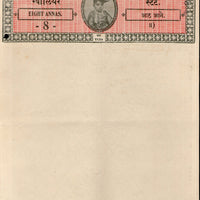 ग्वालियर स्टेट.
EIGHT ANNAS. आठ आने.
- 8 - ॥)